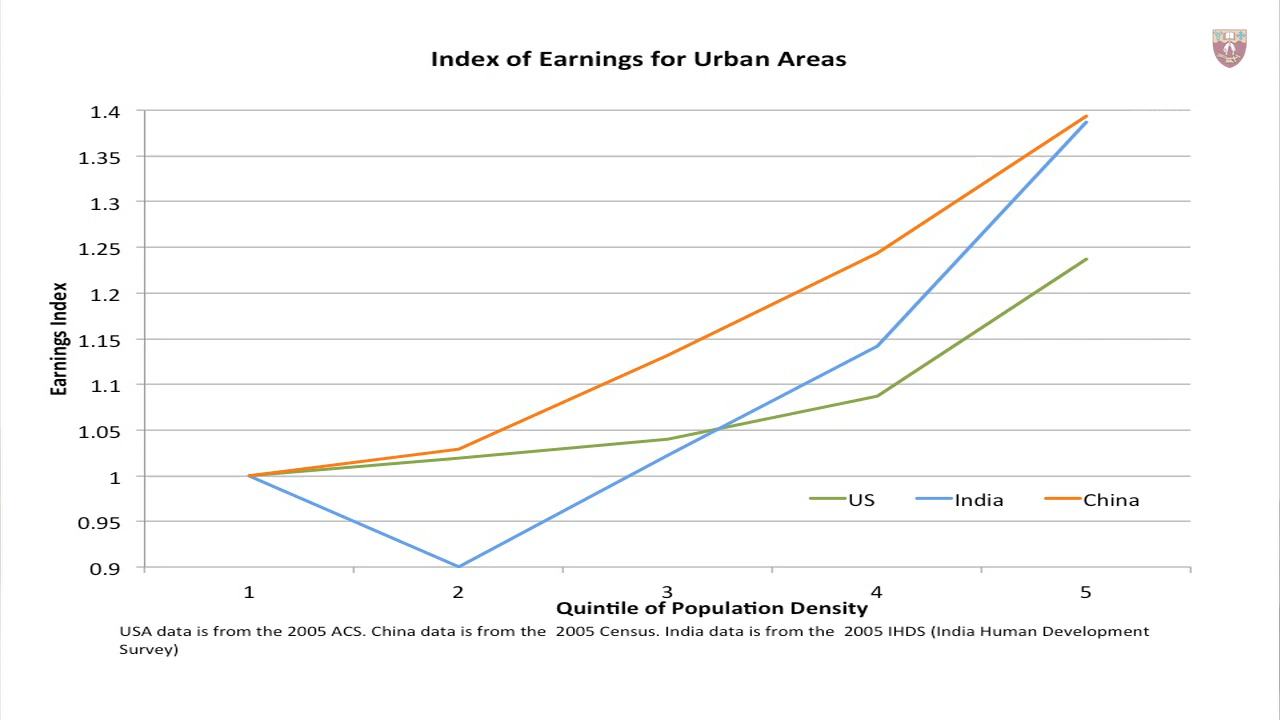 Index of Earnings for Urban Areas
1.4
1.35
1.3
1.25
1.2
1.15
1.1
1.05
1
0.95
0.9
Earnings Index
US India China
1 2 3 4 5
Quintile of Population Density
USA data is from the 2005 ACS. China data is from the 2005 Census. India data is from the 2005 IHDS (India Human Development
Survey)